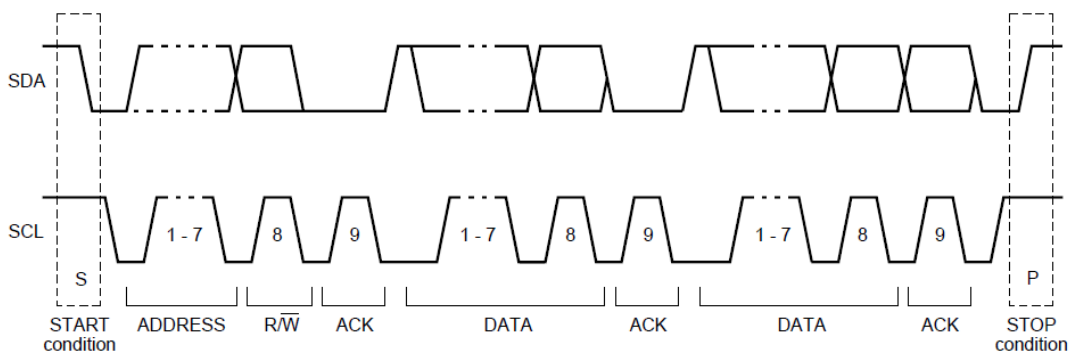 SDA
SCL
1 - 7 8 9 1 - 7 8 9 1 - 7 8 9
S P
START condition ADDRESS R/W̅ ACK DATA ACK DATA ACK STOP condition